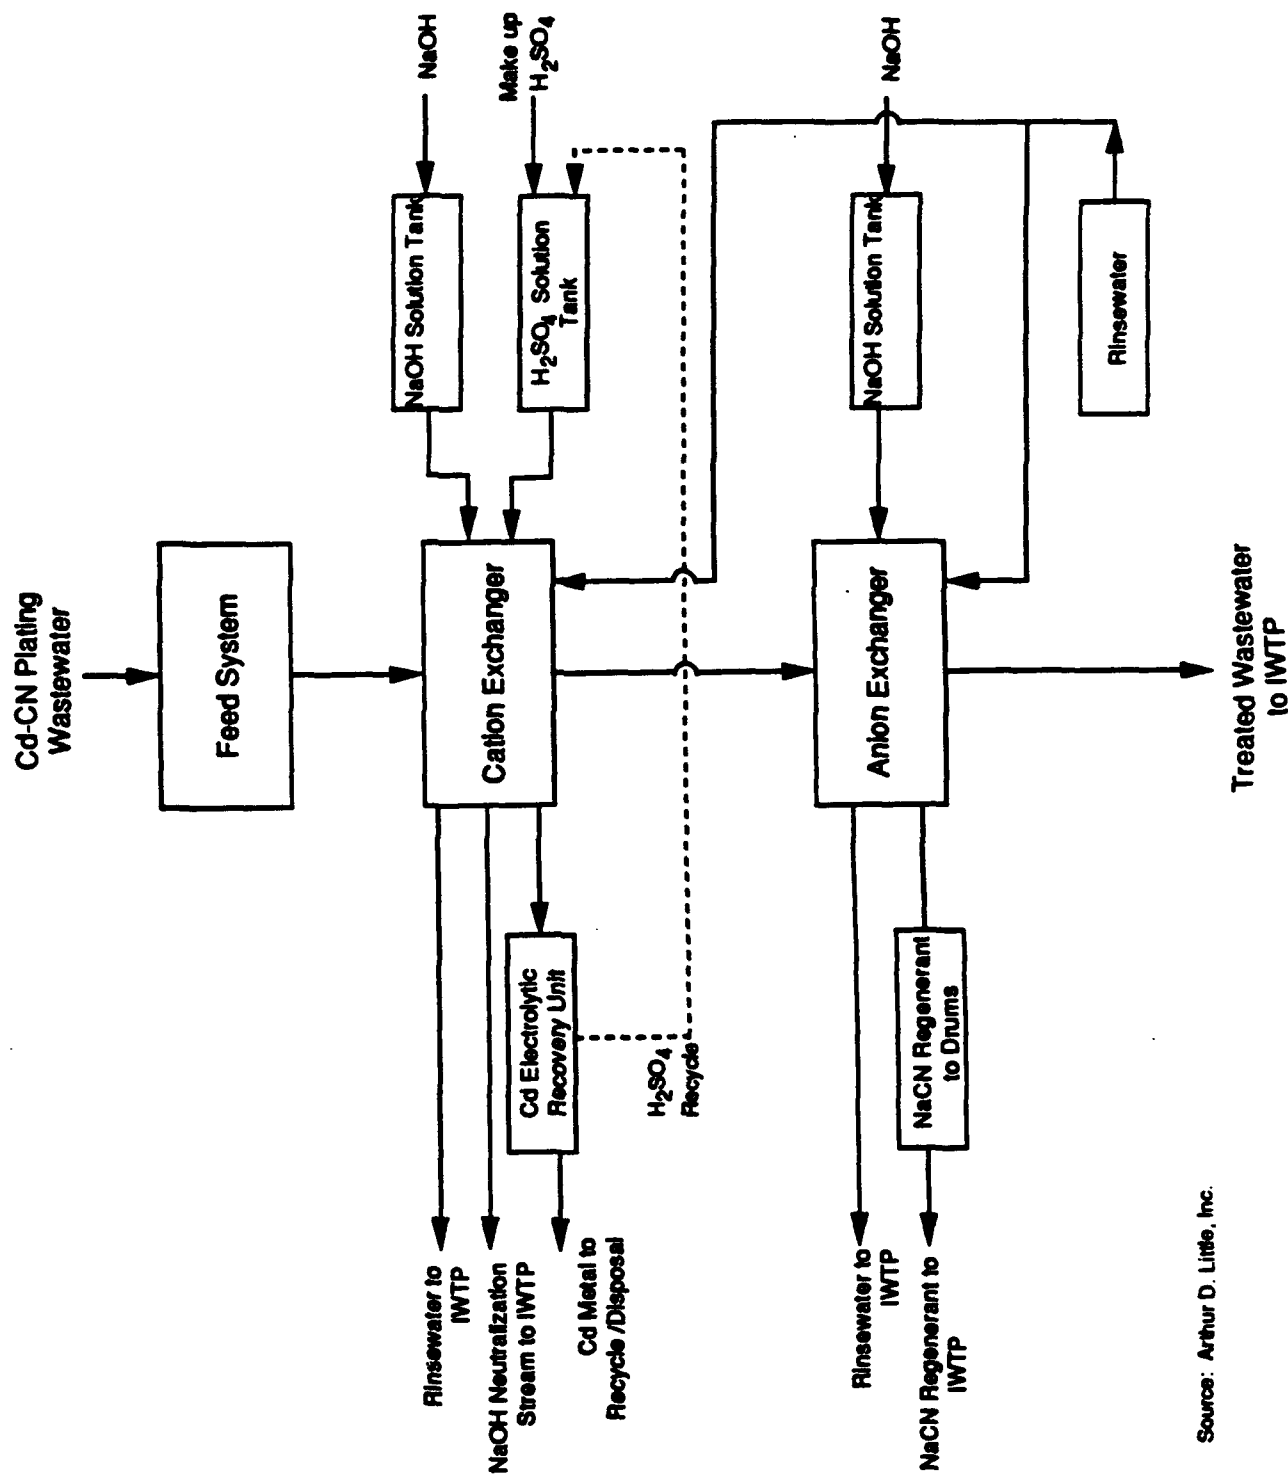 Cd-CN Plating
Wastewater
Feed System
NaOH
NaOH Solution Tank
Make up
H₂SO₄
H₂SO₄ Solution
Tank
Cation Exchanger
Rinsewater to
IWTP
NaOH Neutralization
Stream to IWTP
Cd Electrolytic
Recovery Unit
Cd Metal to
Recycle /Disposal
H₂SO₄
Recycle
NaOH
NaOH Solution Tank
Anion Exchanger
Rinsewater
Rinsewater to
IWTP
NaCN Regenerant
to Drums
NaCN Regenerant to
IWTP
Treated Wastewater
to IWTP
Source: Arthur D. Little, Inc.